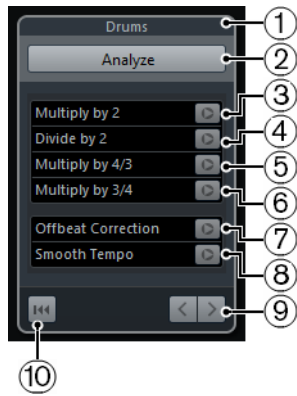 Drums
①
Analyze
②
Multiply by 2
③
Divide by 2
④
Multiply by 4/3
⑤
Multiply by 3/4
⑥
Offbeat Correction
⑦
Smooth Tempo
⑧
⑨
⑩